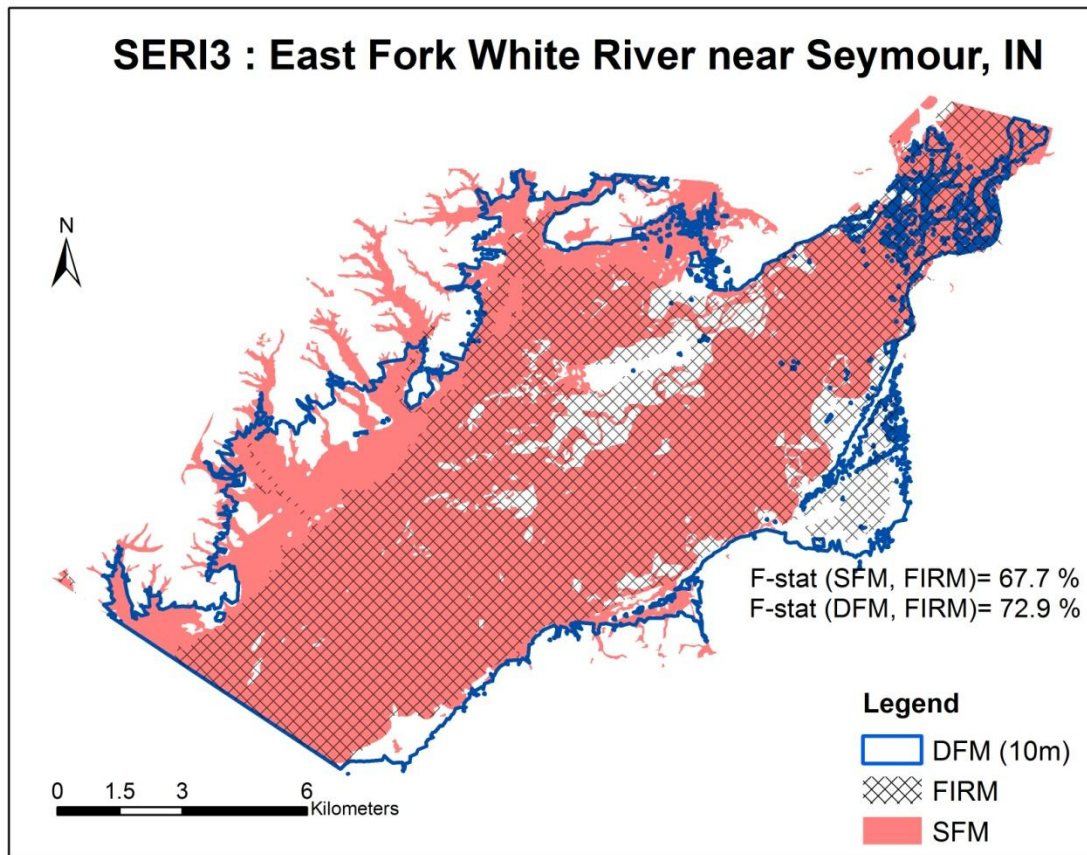 SERI3 : East Fork White River near Seymour, IN
N
F-stat (SFM, FIRM)= 67.7 %
F-stat (DFM, FIRM)= 72.9 %
Legend
DFM (10m)
FIRM
SFM
0 1.5 3 6
Kilometers